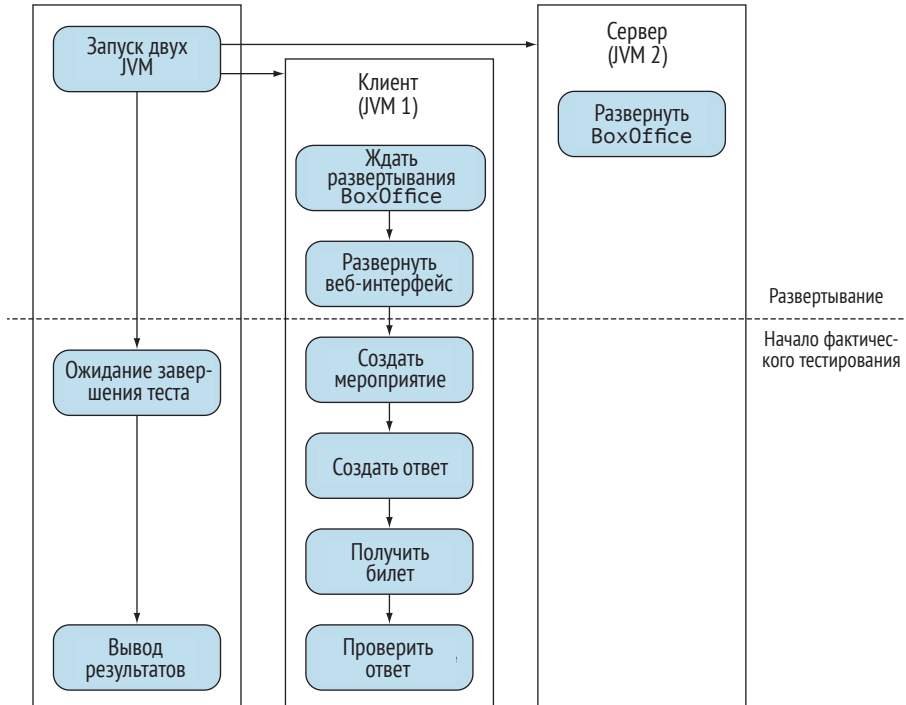 Запуск двух
JVM
Сервер
(JVM 2)
Клиент
(JVM 1)
Развернуть
BoxOffice
Ждать
развертывания
BoxOffice
Развернуть
веб-интерфейс
Развертывание
Начало фактичес-
кого тестирования
Ожидание завер-
шения теста
Создать
мероприятие
Создать ответ
Получить
билет
Вывод
результатов
Проверить
ответ